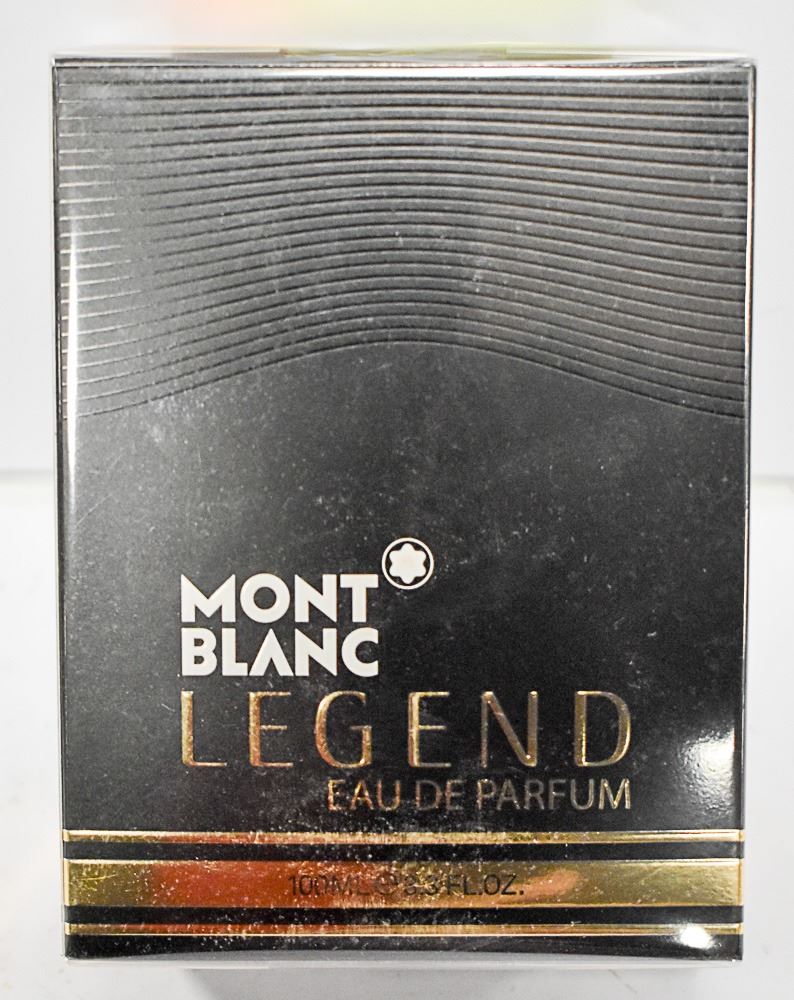 MONT
BLANC
LEGEND
EAU DE PARFUM
100ML ℮ 3.3 FL.OZ.